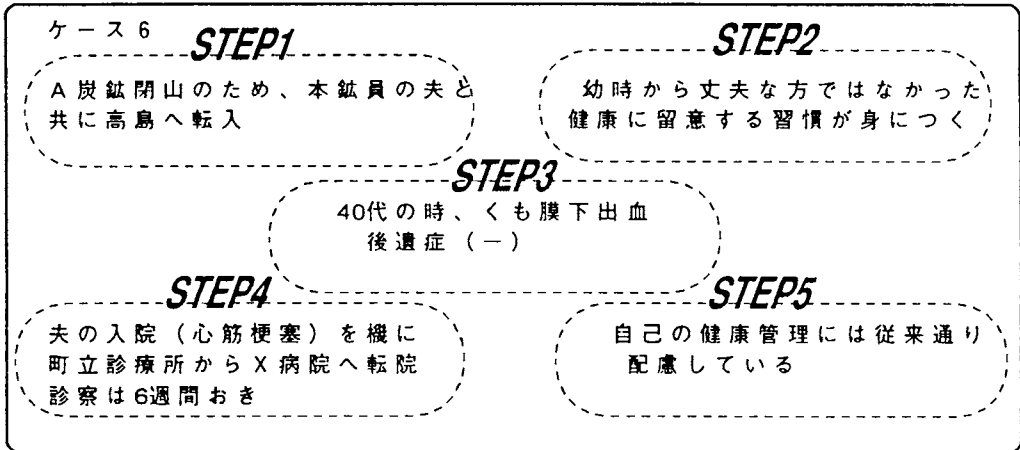 ケース6
STEP1
A炭鉱閉山のため、本鉱員の夫と
共に高島へ転入
STEP2
幼時から丈夫な方ではなかった
健康に留意する習慣が身につく
STEP3
40代の時、くも膜下出血
後遺症（－）
STEP4
夫の入院（心筋梗塞）を機に
町立診療所からX病院へ転院
診察は6週間おき
STEP5
自己の健康管理には従来通り
配慮している